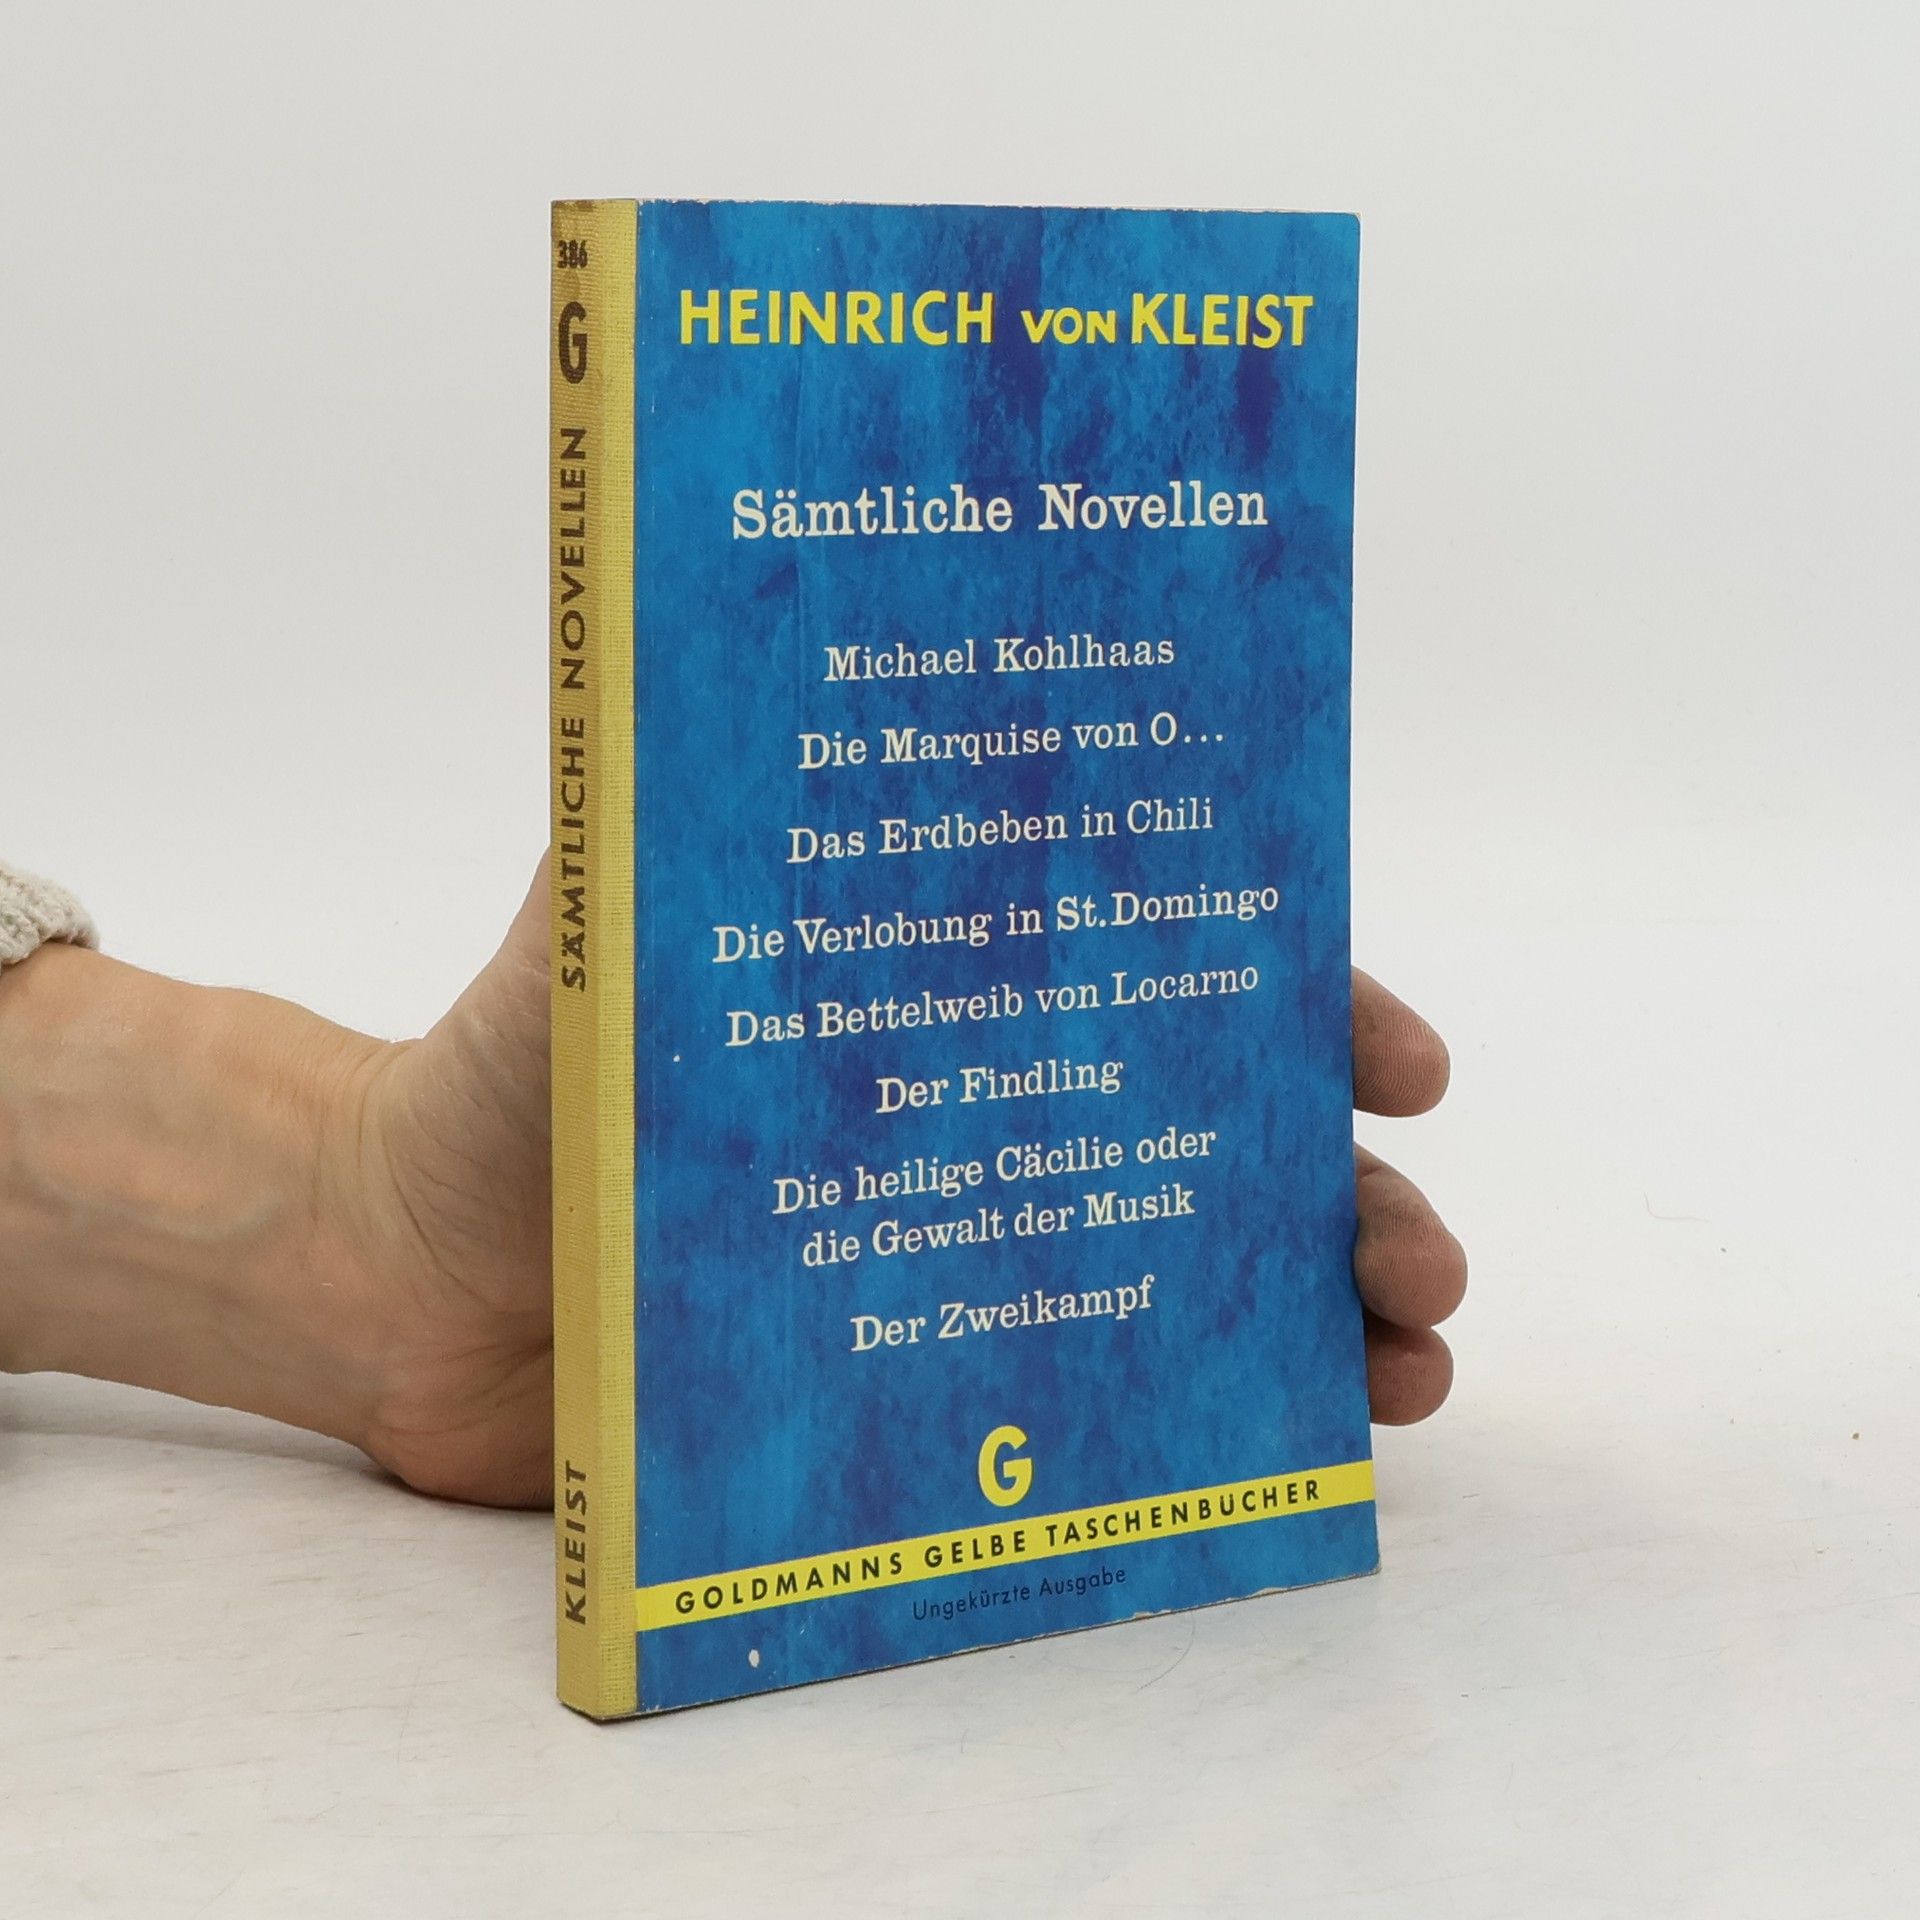 386
G
SÄMTLICHE NOVELLEN
KLEIST
HEINRICH VON KLEIST
Sämtliche Novellen
Michael Kohlhaas
Die Marquise von O...
Das Erdbeben in Chili
Die Verlobung in St. Domingo
Das Bettelweib von Locarno
Der Findling
Die heilige Cäcilie oder
die Gewalt der Musik
Der Zweikampf
G
GOLDMANNS GELBE TASCHENBÜCHER
Ungekürzte Ausgabe